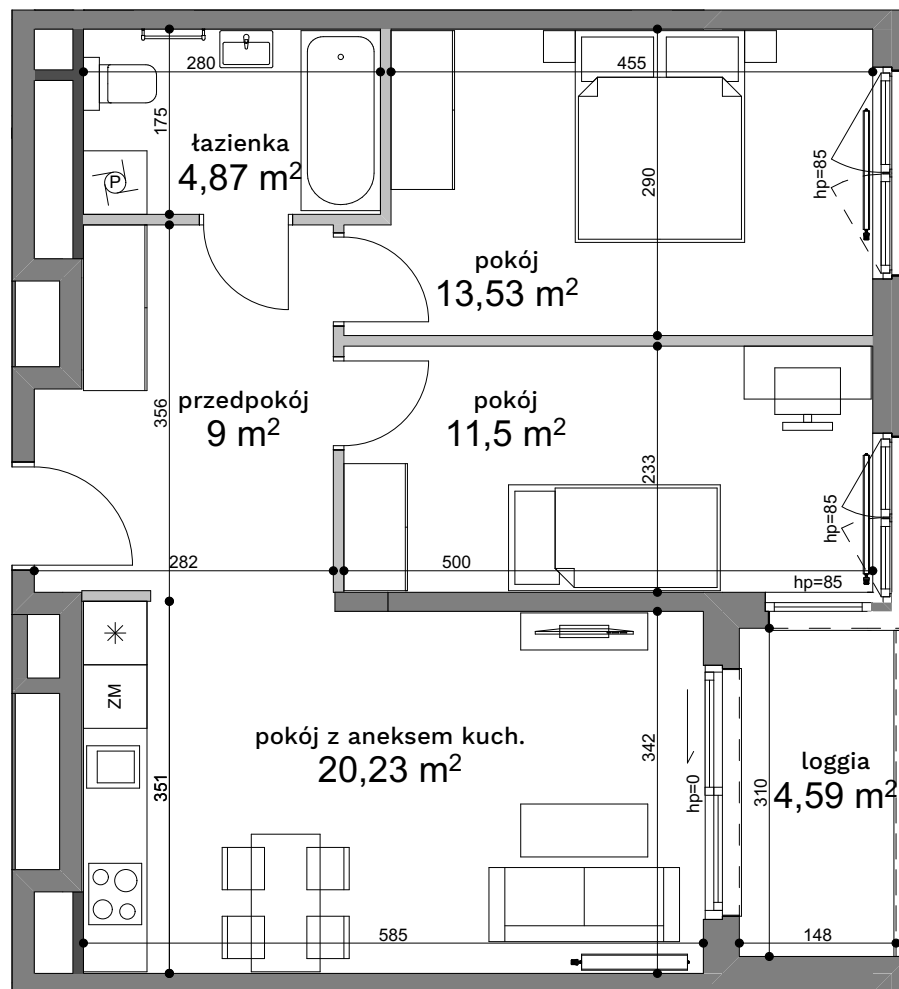 280
455
175
łazienka
4,87 m²
P
290
hp=85
pokój
13,53 m²
przedpokój
9 m²
356
pokój
11,5 m²
233
hp=85
282
500
hp=85
ZM
pokój z aneksem kuch.
20,23 m²
351
342
hp=0
310
loggia
4,59 m²
585
148